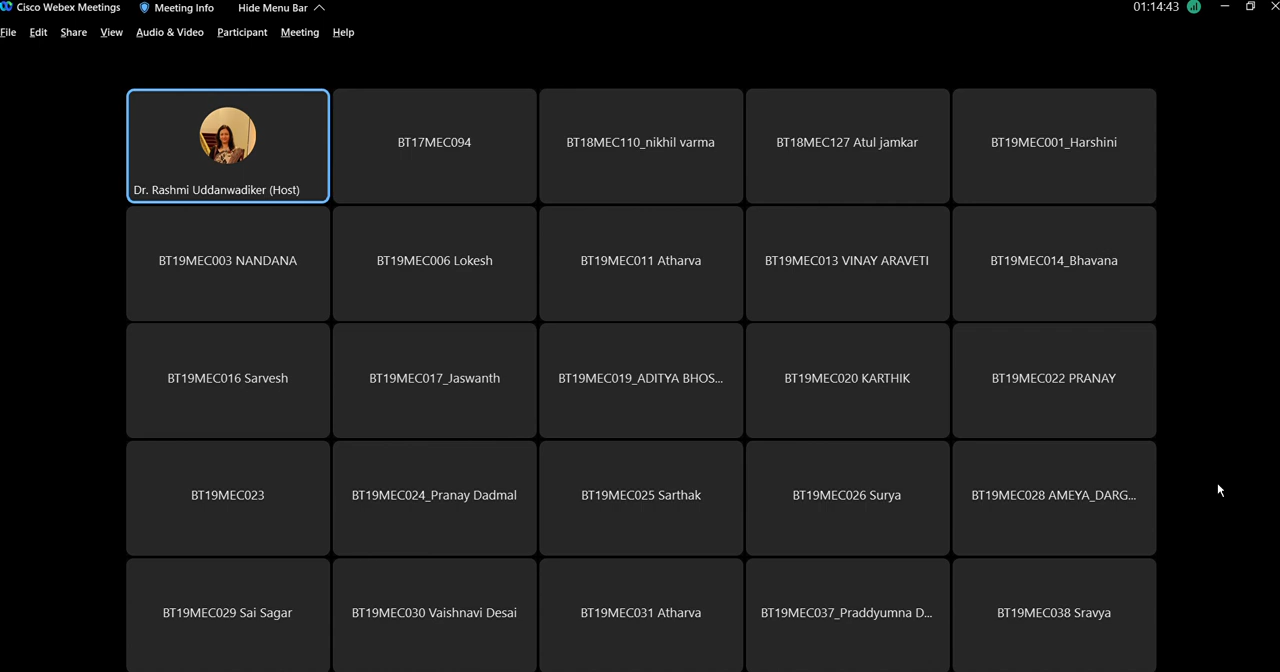 Cisco Webex Meetings Meeting Info Hide Menu Bar 01:14:43
File Edit Share View Audio & Video Participant Meeting Help
Dr. Rashmi Uddanwadiker (Host)
BT17MEC094
BT18MEC110_nikhil varma
BT18MEC127 Atul jamkar
BT19MEC001_Harshini
BT19MEC003 NANDANA
BT19MEC006 Lokesh
BT19MEC011 Atharva
BT19MEC013 VINAY ARAVETI
BT19MEC014_Bhavana
BT19MEC016 Sarvesh
BT19MEC017_Jaswanth
BT19MEC019_ADITYA BHOS...
BT19MEC020 KARTHIK
BT19MEC022 PRANAY
BT19MEC023
BT19MEC024_Pranay Dadmal
BT19MEC025 Sarthak
BT19MEC026 Surya
BT19MEC028 AMEYA_DARG...
BT19MEC029 Sai Sagar
BT19MEC030 Vaishnavi Desai
BT19MEC031 Atharva
BT19MEC037_Praddyumna D...
BT19MEC038 Sravya